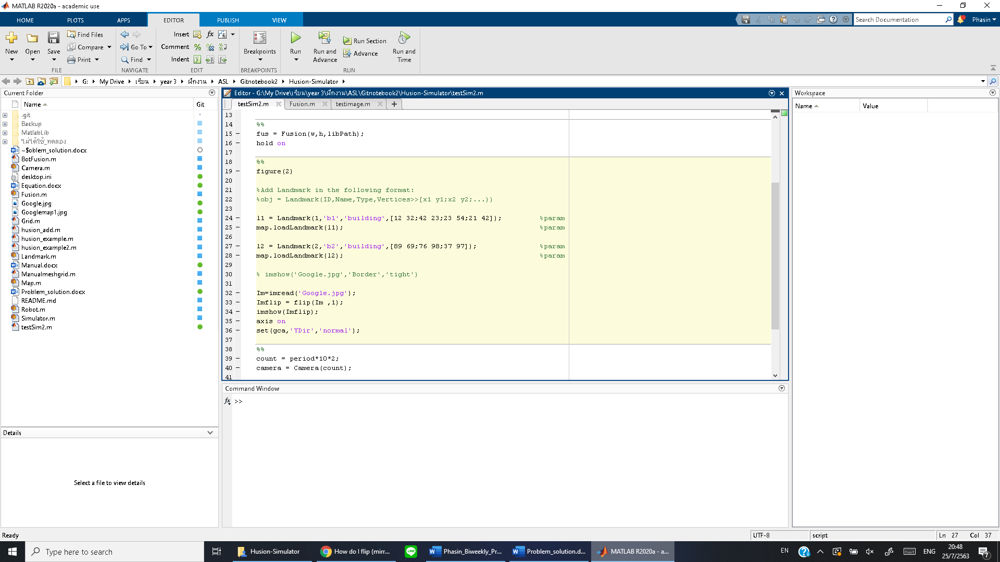 MATLAB R2020a - academic use
HOME PLOTS APPS EDITOR PUBLISH VIEW
Search Documentation
Phasin
New Open Save
Find Files
Compare
Print
FILE
Go To
Find
NAVIGATE
Insert
Comment
Indent
EDIT
Breakpoints
BREAKPOINTS
Run
Run and Advance
Run Section
Advance
Run and Time
RUN
G: My Drive เรียน year 3 ฝึกงาน ASL Gitnotebook2 Husion-Simulator
Current Folder
Name Git
.git
Backup
MatlabLib
ไม่ได้ใช้_ทดลอง
~$oblem_solution.docx
BotFusion.m
Camera.m
desktop.ini
Equation.docx
Fusion.m
Google.jpg
Googlemap1.jpg
Grid.m
husion_add.m
husion_example.m
husion_example2.m
Landmark.m
Manual.docx
Manualmeshgrid.m
Map.m
Problem_solution.docx
README.md
Robot.m
Simulator.m
testSim2.m
Details
Select a file to view details
Editor - G:\My Drive\เรียน\year 3\ฝึกงาน\ASL\Gitnotebook2\Husion-Simulator\testSim2.m
testSim2.m Fusion.m testimage.m
13
14 %%
15 – fus = Fusion(w,h,libPath);
16 – hold on
17
18 %%
19 – figure(2)
20
21 %Add Landmark in the following format:
22 %obj = Landmark(ID,Name,Type,Vertices>>[x1 y1;x2 y2;...))
23
24 – l1 = Landmark(1,'b1','building',[12 32;42 23;23 54;21 42]); %param
25 – map.loadLandmark(l1); %param
26
27 – l2 = Landmark(2,'b2','building',[89 69;76 98;37 97]); %param
28 – map.loadLandmark(l2); %param
29
30 % imshow('Google.jpg','Border','tight')
31
32 – Im=imread('Google.jpg');
33 – Imflip = flip(Im ,1);
34 – imshow(Imflip);
35 – axis on
36 – set(gca,'YDir','normal');
37
38 %%
39 – count = period*10*2;
40 – camera = Camera(count);
41
Command Window
fx >>
Workspace
Name Value
Ready
UTF-8 script Ln 27 Col 37
Type here to search
Husion-Simulator
How do I flip (mirr...
LINE
Phasin_Biweekly_Pr...
Problem_solution.d...
MATLAB R2020a - a...
EN
ENG
20:48
25/7/2563
7